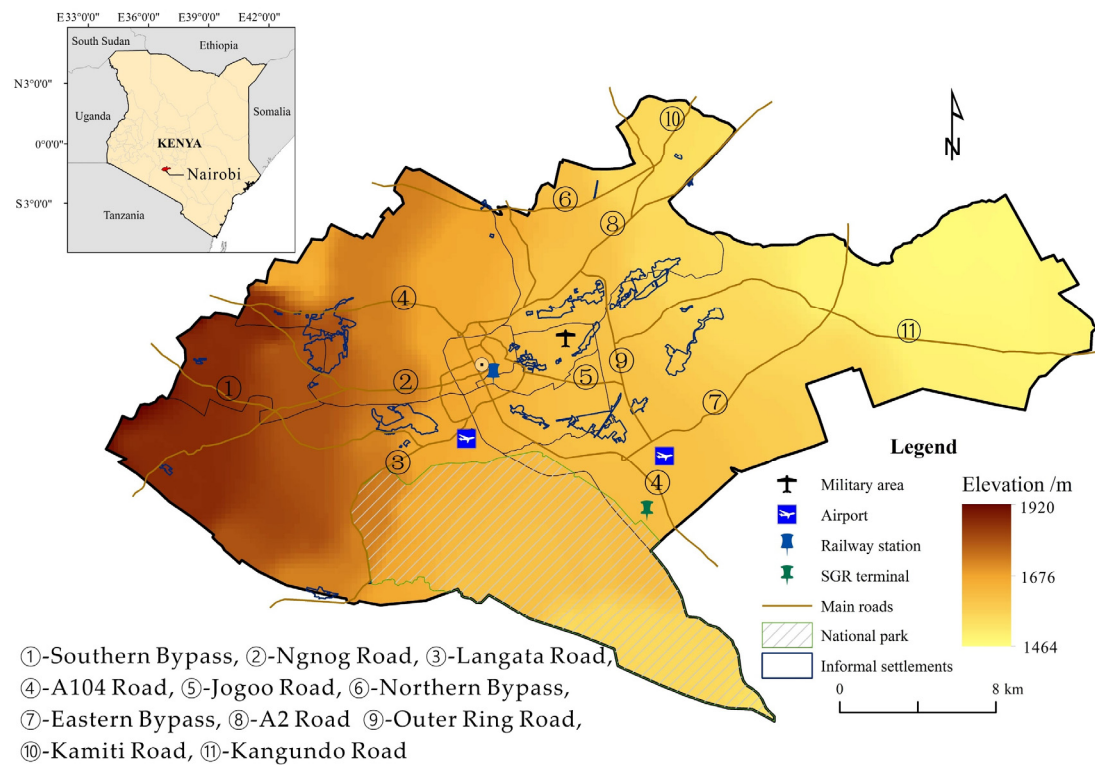 E33°0'0" E36°0'0" E39°0'0" E42°0'0"
South Sudan
Ethiopia
N3°0'0"
Uganda
Somalia
0°0'0"
KENYA
Nairobi
S3°0'0"
Tanzania
N
⑩
⑥
⑧
④
⑪
⑨
①
②
⑤
⑦
③
④
Legend
Military area
Airport
Railway station
SGR terminal
Main roads
National park
Informal settlements
Elevation /m
1920
1676
1464
0 8 km
①-Southern Bypass, ②-Ngnog Road, ③-Langata Road,
④-A104 Road, ⑤-Jogoo Road, ⑥-Northern Bypass,
⑦-Eastern Bypass, ⑧-A2 Road ⑨-Outer Ring Road,
⑩-Kamiti Road, ⑪-Kangundo Road